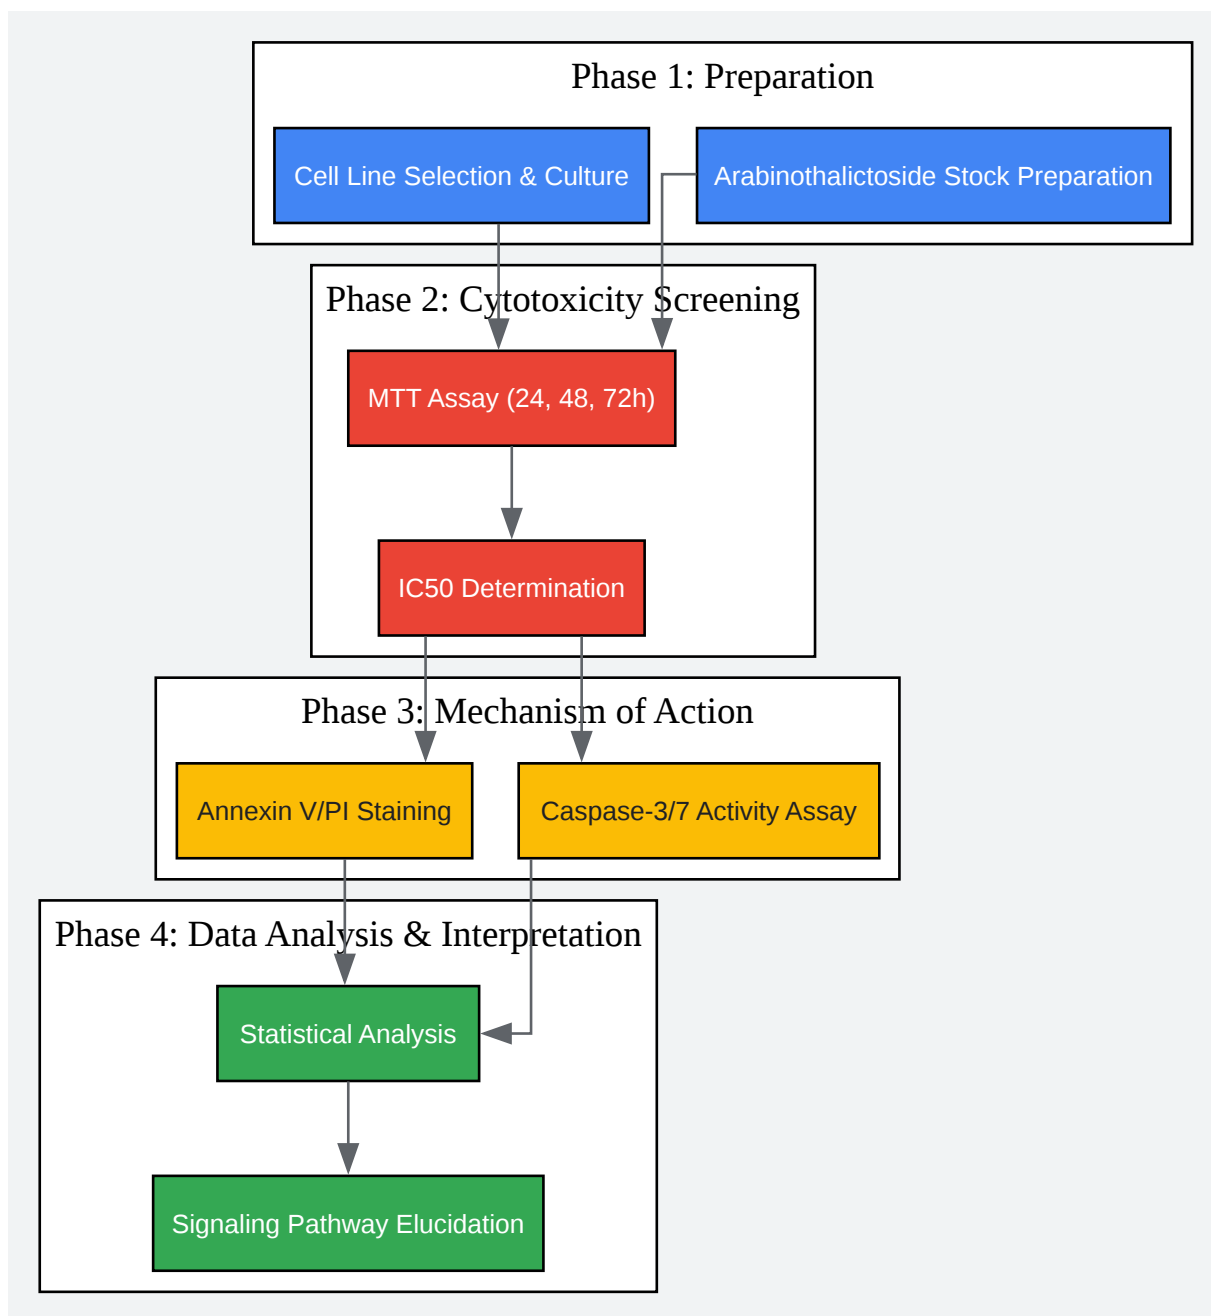 Phase 1: Preparation
Cell Line Selection & Culture
Arabinothalictoside Stock Preparation
Phase 2: Cytotoxicity Screening
MTT Assay (24, 48, 72h)
IC50 Determination
Phase 3: Mechanism of Action
Annexin V/PI Staining
Caspase-3/7 Activity Assay
Phase 4: Data Analysis & Interpretation
Statistical Analysis
Signaling Pathway Elucidation